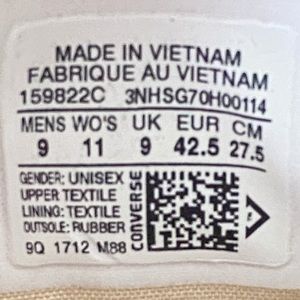 MADE IN VIETNAM
FABRIQUE AU VIETNAM
159822C 3NHSG70H00114
MENS WO'S UK EUR CM
9 11 9 42.5 27.5
GENDER: UNISEX
UPPER TEXTILE
LINING: TEXTILE
OUTSOLE: RUBBER
9Q 1712 M88
CONVERSE